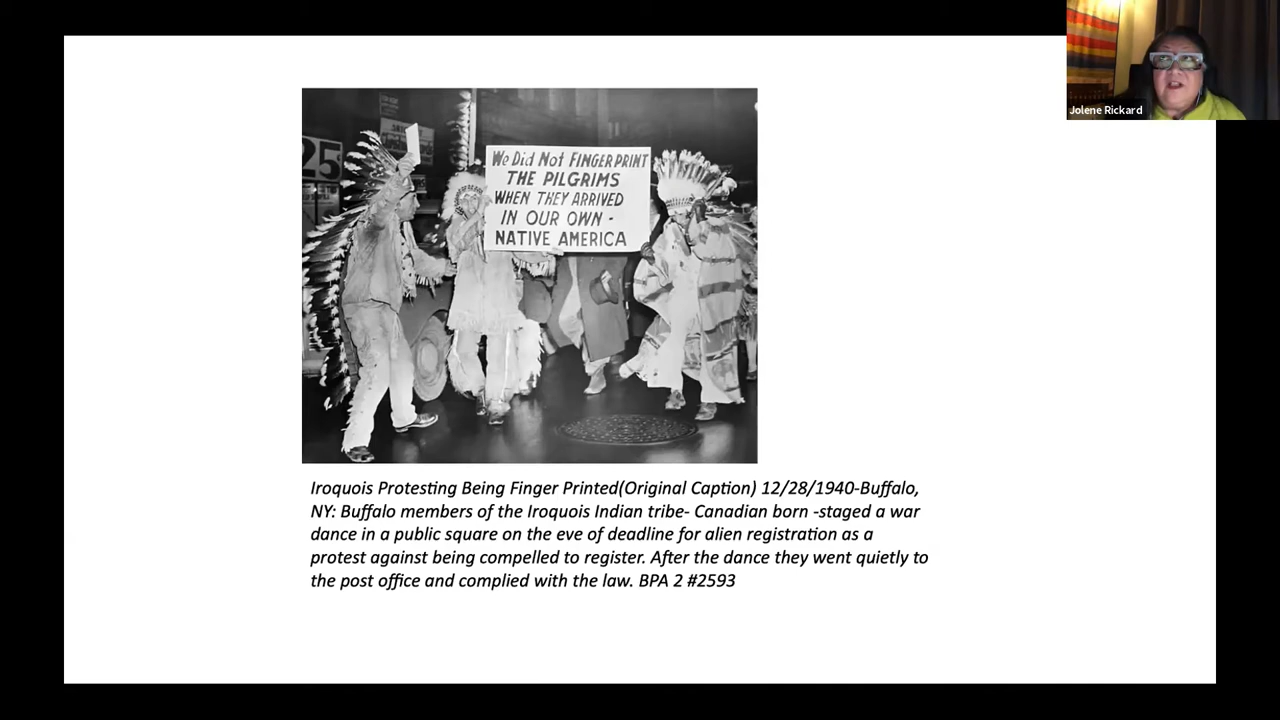 Jolene Rickard
25
We Did Not FINGERPRINT
THE PILGRIMS
WHEN THEY ARRIVED
IN OUR OWN -
NATIVE AMERICA
Iroquois Protesting Being Finger Printed(Original Caption) 12/28/1940-Buffalo,
NY: Buffalo members of the Iroquois Indian tribe- Canadian born -staged a war
dance in a public square on the eve of deadline for alien registration as a
protest against being compelled to register. After the dance they went quietly to
the post office and complied with the law. BPA 2 #2593